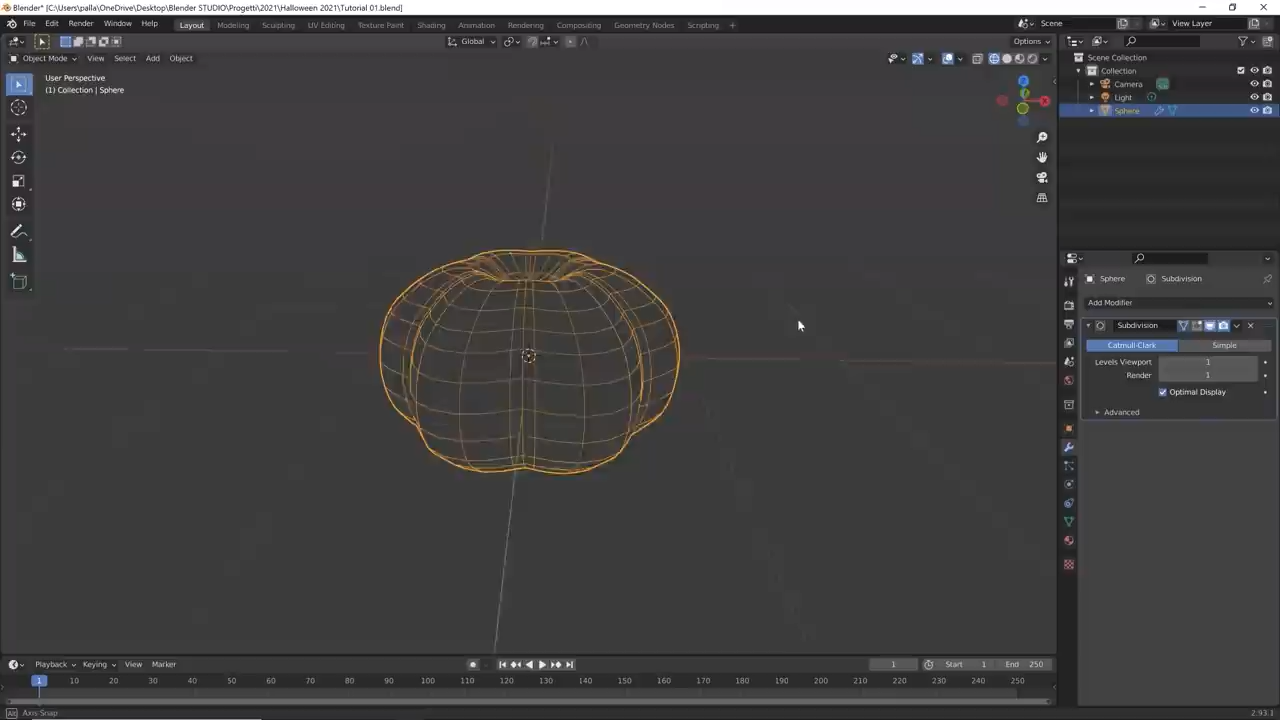 Blender* [C:\Users\palla\OneDrive\Desktop\Blender STUDIO\Progetti\2021\Halloween 2021\Tutorial 01.blend]
File Edit Render Window Help Layout Modeling Sculpting UV Editing Texture Paint Shading Animation Rendering Compositing Geometry Nodes Scripting + Scene View Layer
Global Options
Object Mode View Select Add Object
User Perspective
(1) Collection | Sphere
Scene Collection
Collection
Camera
Light
Sphere
Sphere Subdivision
Add Modifier
Subdivision
Catmull-Clark Simple
Levels Viewport 1
Render 1
Optimal Display
Advanced
Playback Keying View Marker 1 Start 1 End 250
1 10 20 30 40 50 60 70 80 90 100 110 120 130 140 150 160 170 180 190 200 210 220 230 240 250
Axis Snap 2.93.1